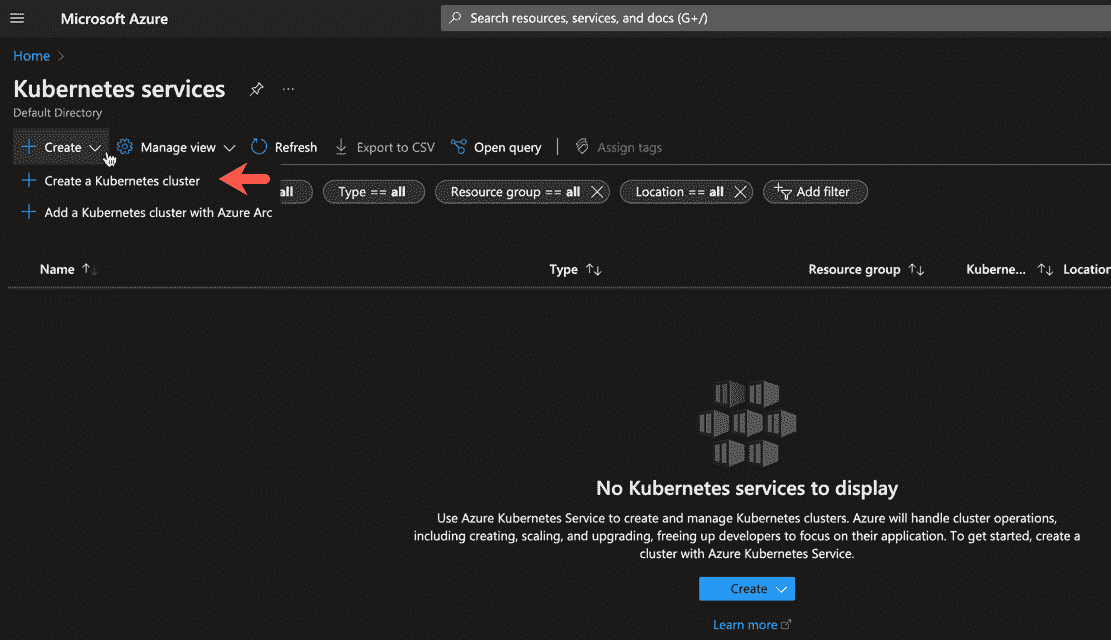 Microsoft Azure
Search resources, services, and docs (G+/)
Home
Kubernetes services
Default Directory
Create
Manage view
Refresh
Export to CSV
Open query
Assign tags
Create a Kubernetes cluster
Add a Kubernetes cluster with Azure Arc
all
Type == all
Resource group == all
Location == all
Add filter
Name
Type
Resource group
Kuberne...
Location
No Kubernetes services to display
Use Azure Kubernetes Service to create and manage Kubernetes clusters. Azure will handle cluster operations,
including creating, scaling, and upgrading, freeing up developers to focus on their application. To get started, create a
cluster with Azure Kubernetes Service.
Create
Learn more